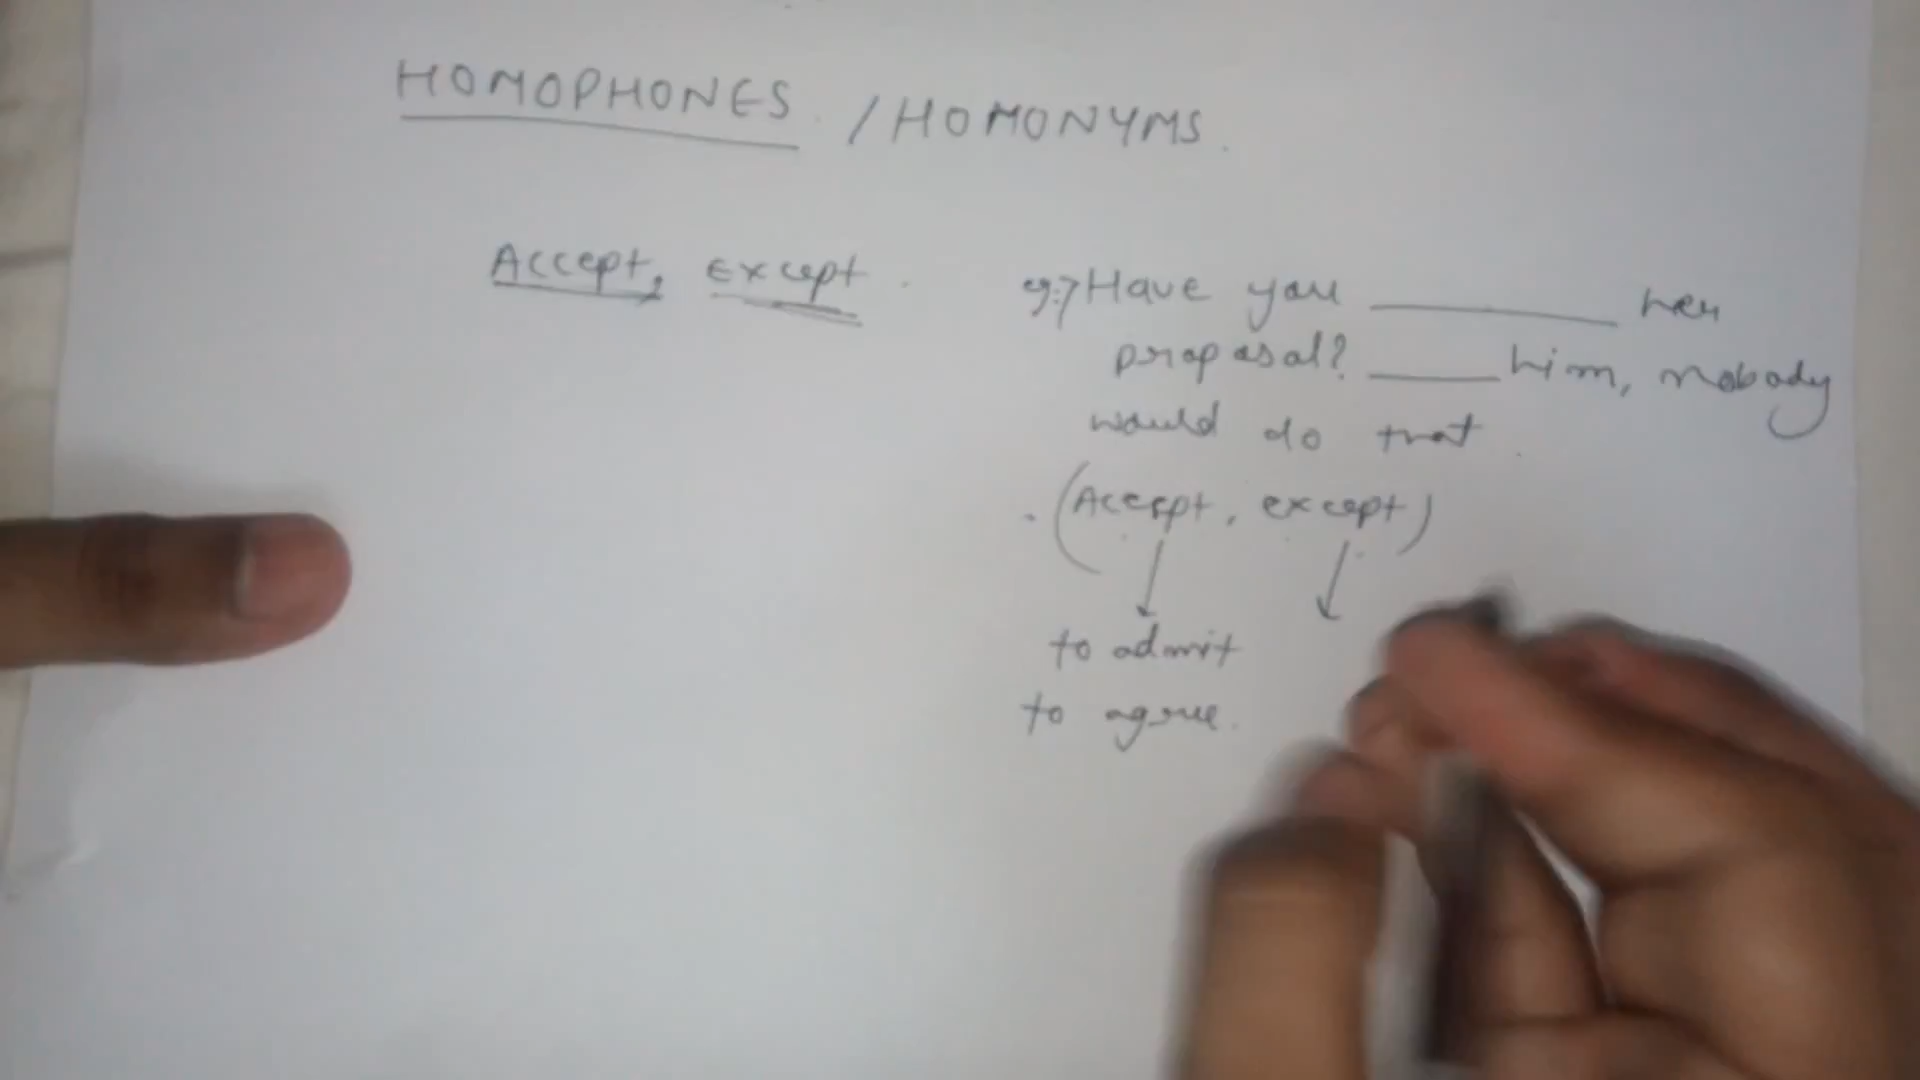 HOMOPHONES / HOMONYMS.
Accept, Except.
eg:> Have you ______ her
proposal? ____ him, nobody
would do that.
(Accept, except)
to admit
to agree.